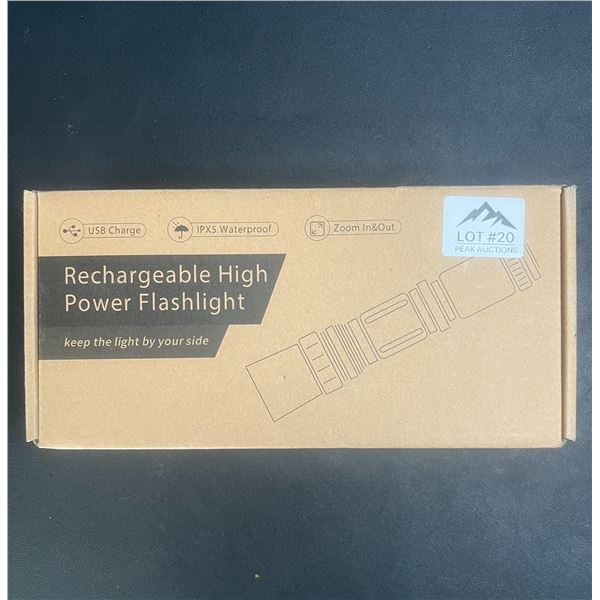 USB Charge
IPX5 Waterproof
Zoom In&Out
LOT #20
PEAK AUCTIONS
Rechargeable High
Power Flashlight
keep the light by your side